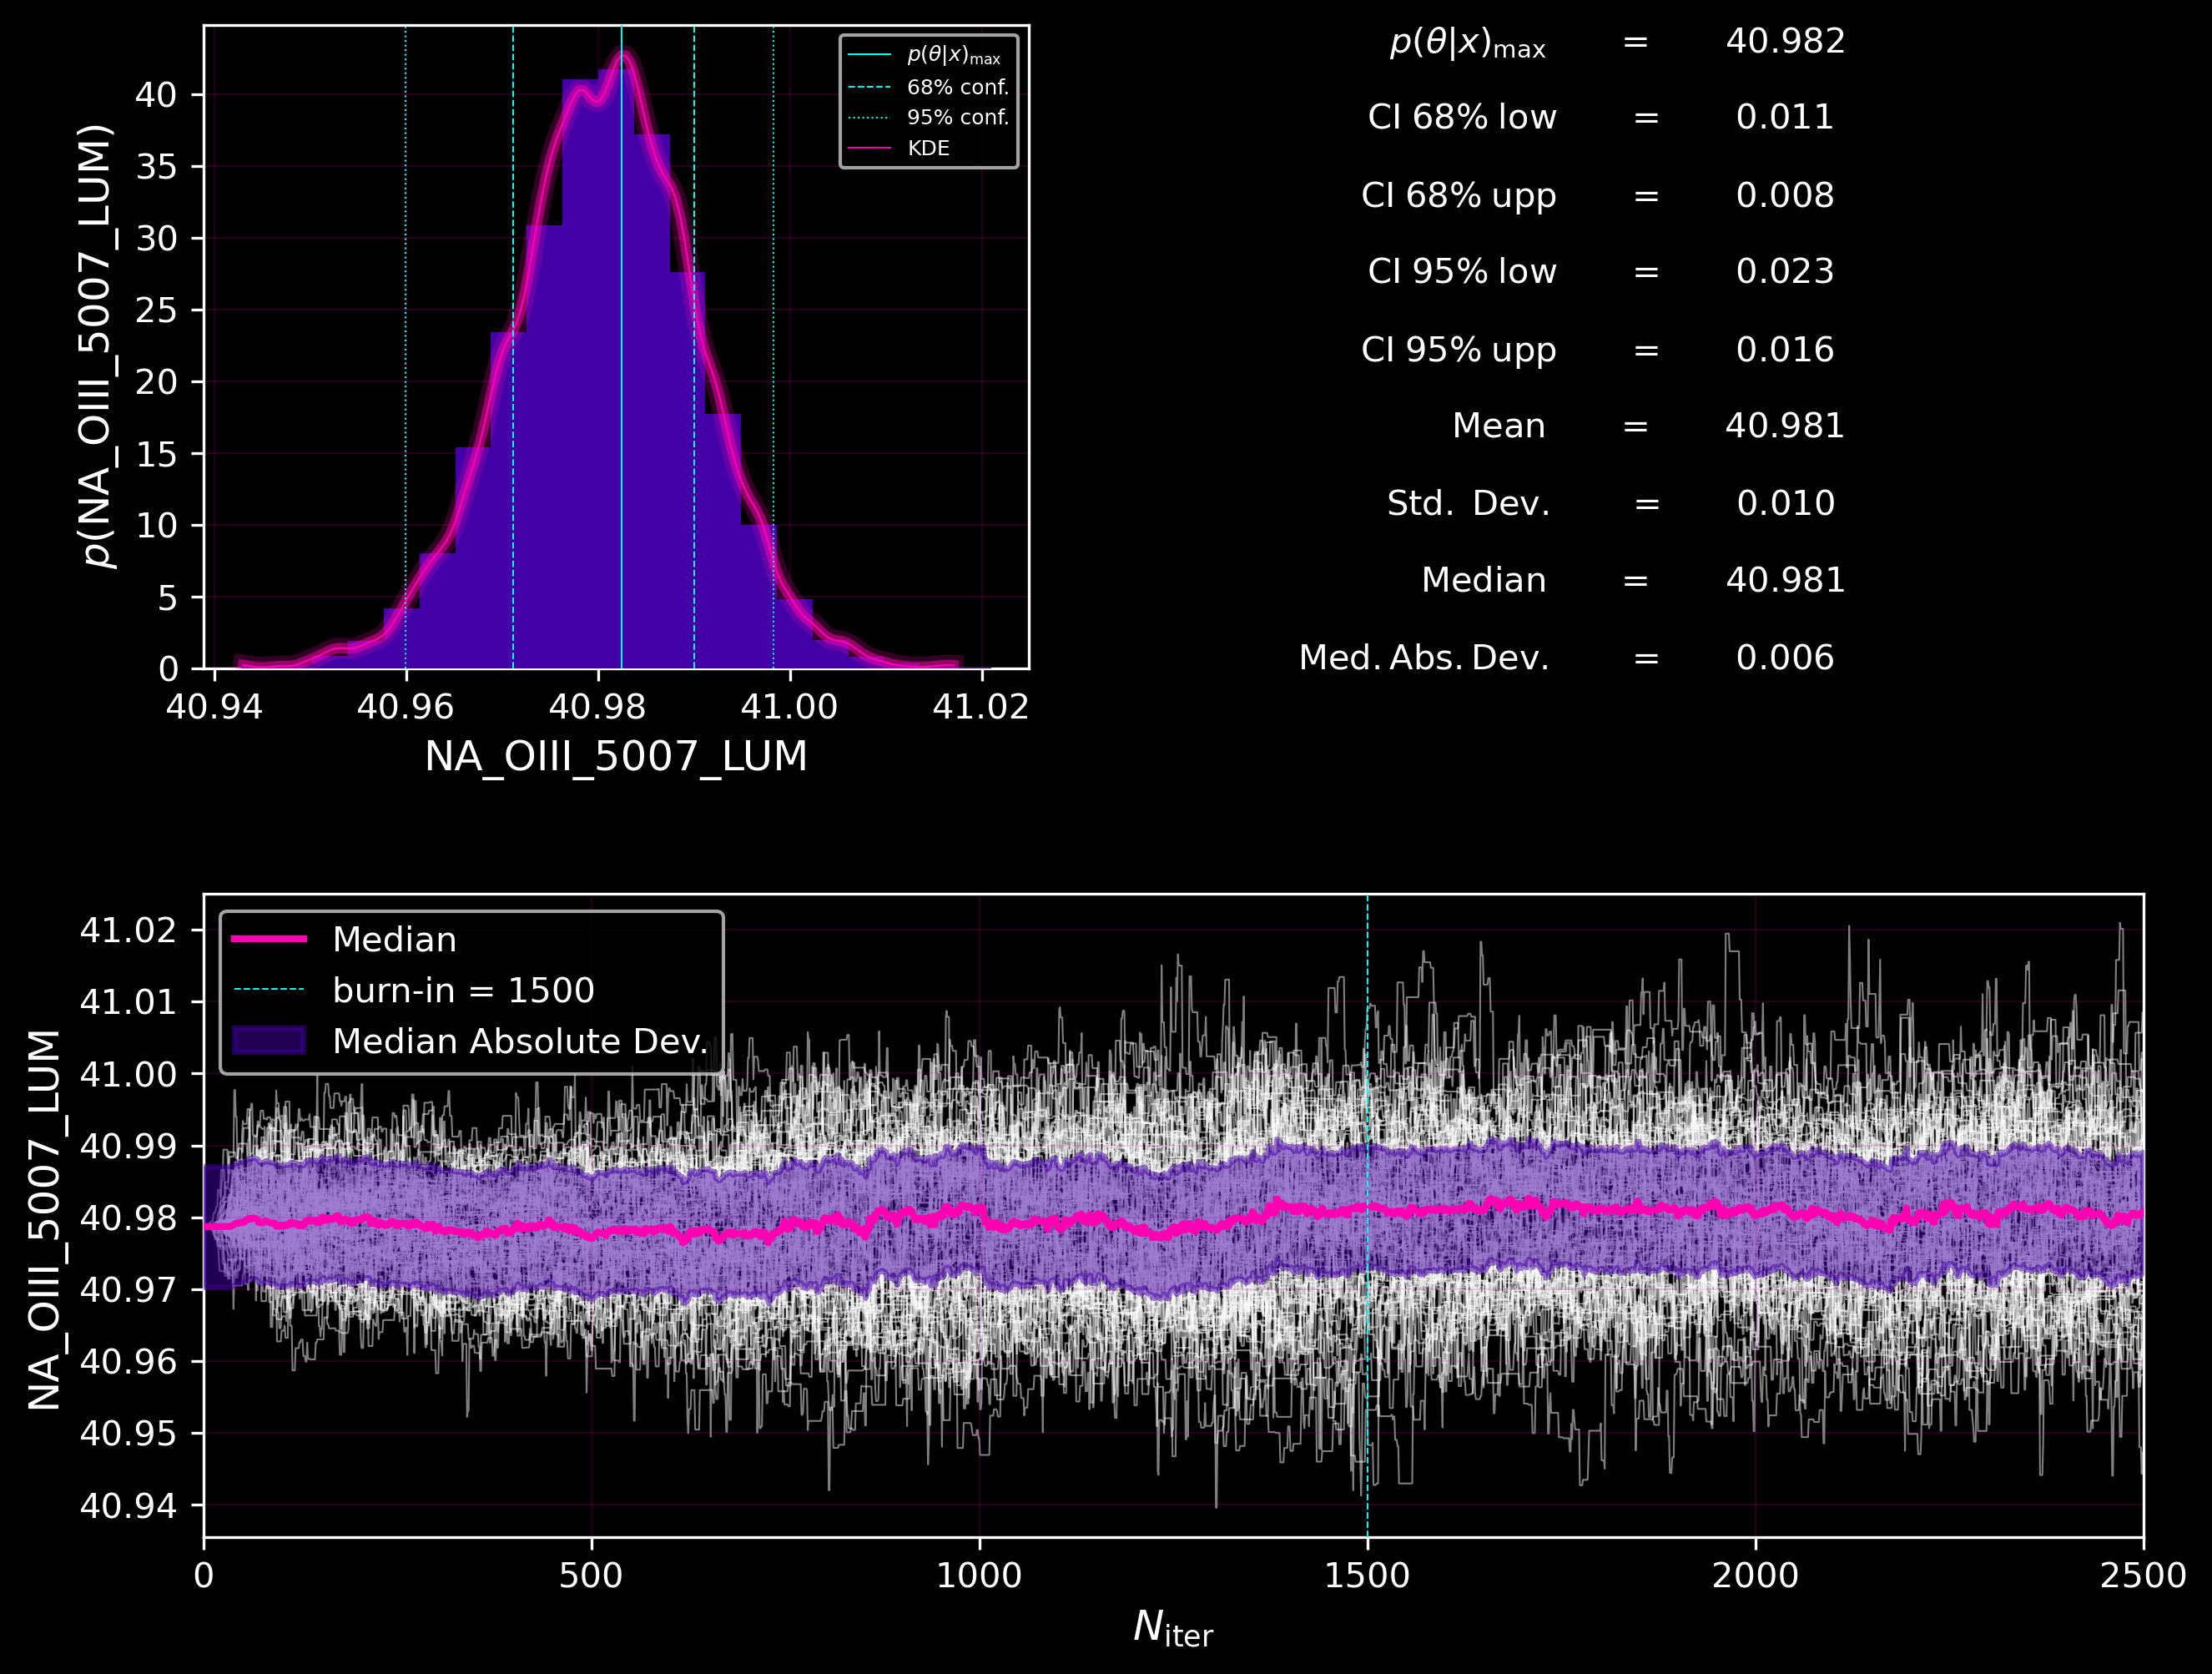 p(NA_OIII_5007_LUM)
40
35
30
25
20
15
10
5
0
40.94 40.96 40.98 41.00 41.02
NA_OIII_5007_LUM
p(θ|x)max
68% conf.
95% conf.
KDE
p(θ|x)max = 40.982
CI 68% low = 0.011
CI 68% upp = 0.008
CI 95% low = 0.023
CI 95% upp = 0.016
Mean = 40.981
Std. Dev. = 0.010
Median = 40.981
Med. Abs. Dev. = 0.006
NA_OIII_5007_LUM
41.02
41.01
41.00
40.99
40.98
40.97
40.96
40.95
40.94
Median
burn-in = 1500
Median Absolute Dev.
0 500 1000 1500 2000 2500
Niter